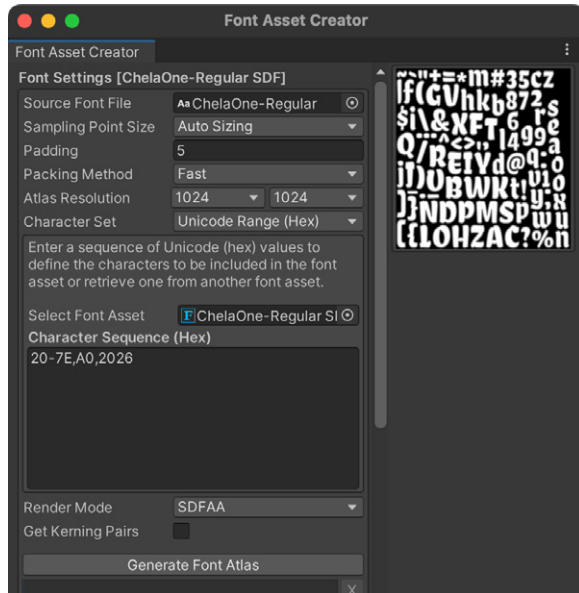 Font Asset Creator
Font Asset Creator
Font Settings [ChelaOne-Regular SDF]
Source Font File Aa ChelaOne-Regular
Sampling Point Size Auto Sizing
Padding 5
Packing Method Fast
Atlas Resolution 1024 1024
Character Set Unicode Range (Hex)
Enter a sequence of Unicode (hex) values to
define the characters to be included in the font
asset or retrieve one from another font asset.
Select Font Asset F ChelaOne-Regular SI
Character Sequence (Hex)
20-7E,A0,2026
Render Mode SDFAA
Get Kerning Pairs
Generate Font Atlas
X